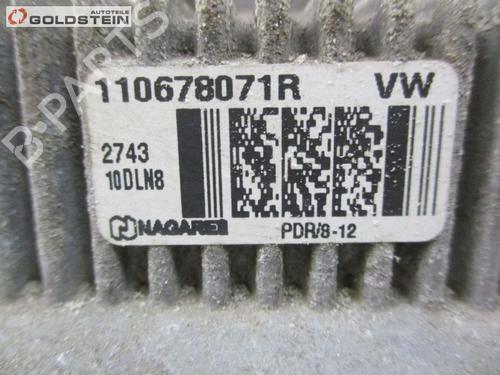 GOLDSTEIN
AUTOTEILE
B-PARTS
110678071R VW
2743
10DLN8
NAGARES
PDR/8-12